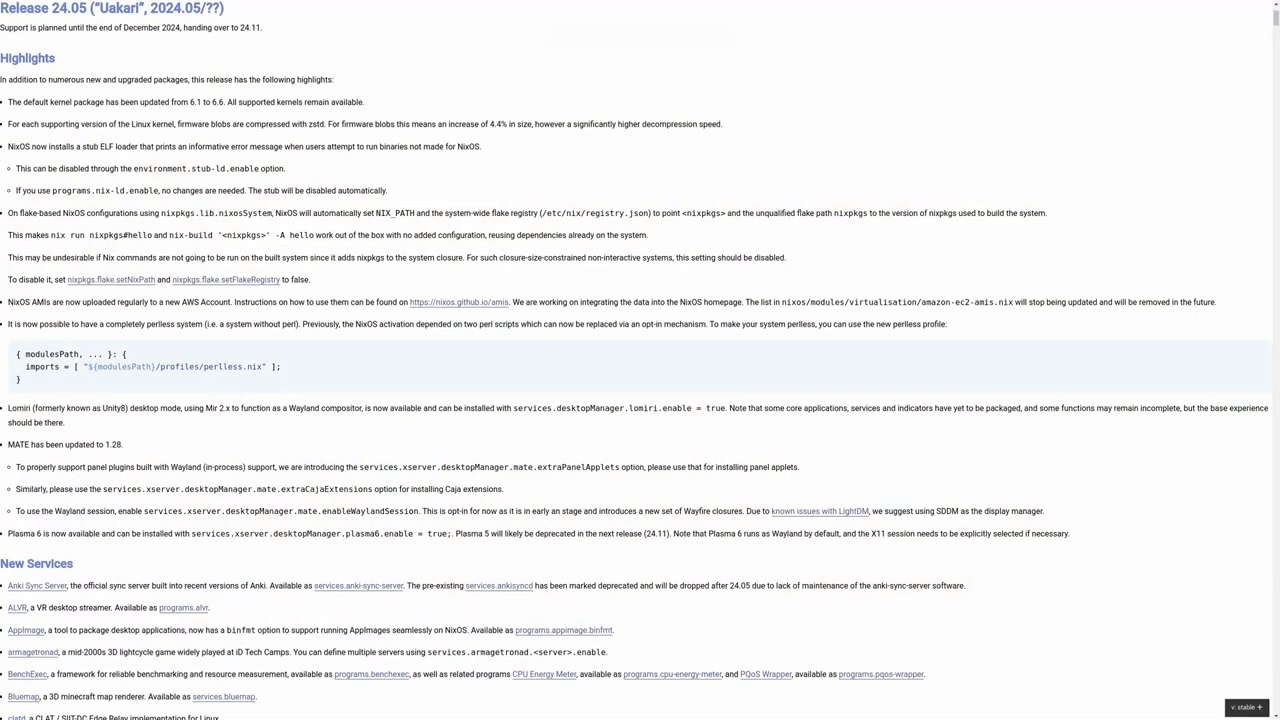 Release 24.05 (“Uakari”, 2024.05/??)
Support is planned until the end of December 2024, handing over to 24.11.
Highlights
In addition to numerous new and upgraded packages, this release has the following highlights:
• The default kernel package has been updated from 6.1 to 6.6. All supported kernels remain available.
• For each supporting version of the Linux kernel, firmware blobs are compressed with zstd. For firmware blobs this means an increase of 4.4% in size, however a significantly higher decompression speed.
• NixOS now installs a stub ELF loader that prints an informative error message when users attempt to run binaries not made for NixOS.
◦ This can be disabled through the environment.stub-ld.enable option.
◦ If you use programs.nix-ld.enable, no changes are needed. The stub will be disabled automatically.
• On flake-based NixOS configurations using nixpkgs.lib.nixosSystem, NixOS will automatically set NIX_PATH and the system-wide flake registry (/etc/nix/registry.json) to point <nixpkgs> and the unqualified flake path nixpkgs to the version of nixpkgs used to build the system.
This makes nix run nixpkgs#hello and nix-build '<nixpkgs>' -A hello work out of the box with no added configuration, reusing dependencies already on the system.
This may be undesirable if Nix commands are not going to be run on the built system since it adds nixpkgs to the system closure. For such closure-size-constrained non-interactive systems, this setting should be disabled.
To disable it, set nixpkgs.flake.setNixPath and nixpkgs.flake.setFlakeRegistry to false.
• NixOS AMIs are now uploaded regularly to a new AWS Account. Instructions on how to use them can be found on https://nixos.github.io/amis. We are working on integrating the data into the NixOS homepage. The list in nixos/modules/virtualisation/amazon-ec2-amis.nix will stop being updated and will be removed in the future.
• It is now possible to have a completely perlless system (i.e. a system without perl). Previously, the NixOS activation depended on two perl scripts which can now be replaced via an opt-in mechanism. To make your system perlless, you can use the new perlless profile:
{ modulesPath, ... }: {
imports = [ "${modulesPath}/profiles/perlless.nix" ];
}
• Lomiri (formerly known as Unity8) desktop mode, using Mir 2.x to function as a Wayland compositor, is now available and can be installed with services.desktopManager.lomiri.enable = true. Note that some core applications, services and indicators have yet to be packaged, and some functions may remain incomplete, but the base experience
should be there.
• MATE has been updated to 1.28.
◦ To properly support panel plugins built with Wayland (in-process) support, we are introducing the services.xserver.desktopManager.mate.extraPanelApplets option, please use that for installing panel applets.
◦ Similarly, please use the services.xserver.desktopManager.mate.extraCajaExtensions option for installing Caja extensions.
◦ To use the Wayland session, enable services.xserver.desktopManager.mate.enableWaylandSession. This is opt-in for now as it is in early an stage and introduces a new set of Wayfire closures. Due to known issues with LightDM, we suggest using SDDM as the display manager.
• Plasma 6 is now available and can be installed with services.xserver.desktopManager.plasma6.enable = true;. Plasma 5 will likely be deprecated in the next release (24.11). Note that Plasma 6 runs as Wayland by default, and the X11 session needs to be explicitly selected if necessary.
New Services
• Anki Sync Server, the official sync server built into recent versions of Anki. Available as services.anki-sync-server. The pre-existing services.ankisyncd has been marked deprecated and will be dropped after 24.05 due to lack of maintenance of the anki-sync-server software.
• ALVR, a VR desktop streamer. Available as programs.alvr.
• AppImage, a tool to package desktop applications, now has a binfmt option to support running AppImages seamlessly on NixOS. Available as programs.appimage.binfmt.
• armagetronad, a mid-2000s 3D lightcycle game widely played at iD Tech Camps. You can define multiple servers using services.armagetronad.<server>.enable.
• BenchExec, a framework for reliable benchmarking and resource measurement, available as programs.benchexec, as well as related programs CPU Energy Meter, available as programs.cpu-energy-meter, and PQoS Wrapper, available as programs.pqos-wrapper.
• Bluemap, a 3D minecraft map renderer. Available as services.bluemap.
• clatd, a CLAT / SIIT-DC Edge Relay implementation for Linux.
v: stable +